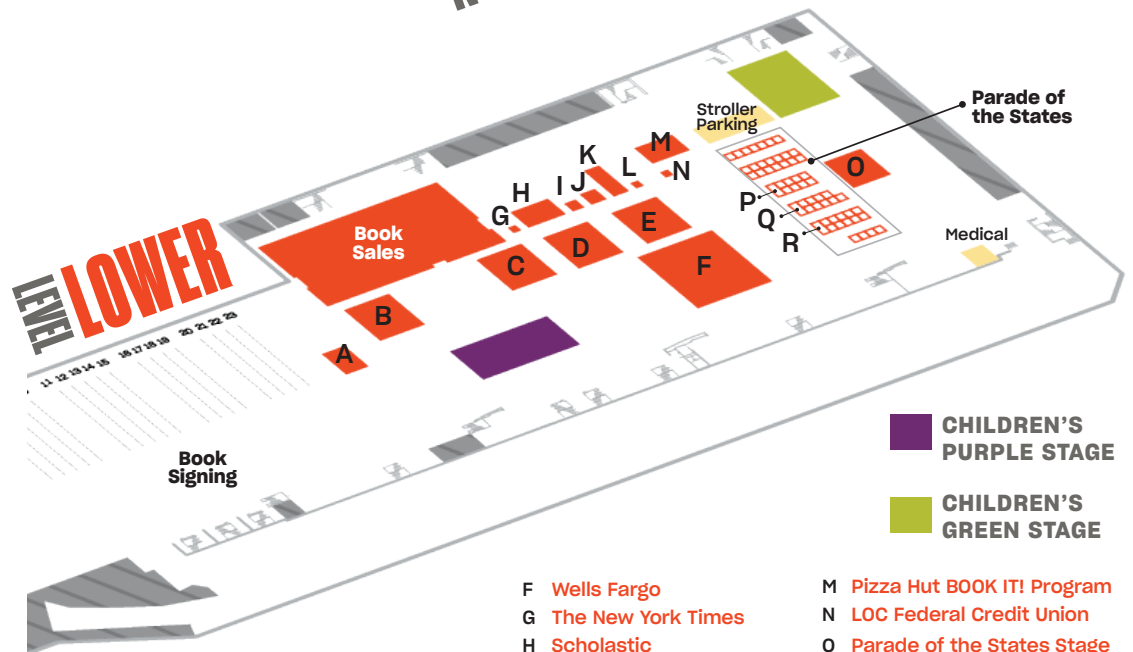 Stroller
Parking
Parade of
the States
M
K
L
N
O
J
I
H
G
P
Q
R
E
D
C
F
Book
Sales
Medical
LEVEL
LOWER
B
A
11 12 13 14 15 16 17 18 19 20 21 22 23
Book
Signing
CHILDREN'S
PURPLE STAGE
CHILDREN'S
GREEN STAGE
F Wells Fargo
G The New York Times
H Scholastic
M Pizza Hut BOOK IT! Program
N LOC Federal Credit Union
O Parade of the States Stage